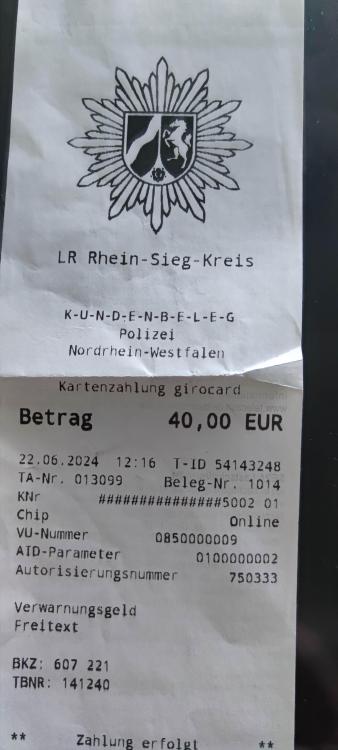 LR Rhein-Sieg-Kreis
K-U-N-D-E-N-B-E-L-E-G
Polizei
Nordrhein-Westfalen
Kartenzahlung girocard
Betrag 40,00 EUR
22.06.2024 12:16 T-ID 54143248
TA-Nr. 013099 Beleg-Nr. 1014
KNr ###############5002 01
Chip Online
VU-Nummer 0850000009
AID-Parameter 0100000002
Autorisierungsnummer 750333
Verwarnungsgeld
Freitext
BKZ: 607 221
TBNR: 141240
** Zahlung erfolgt **